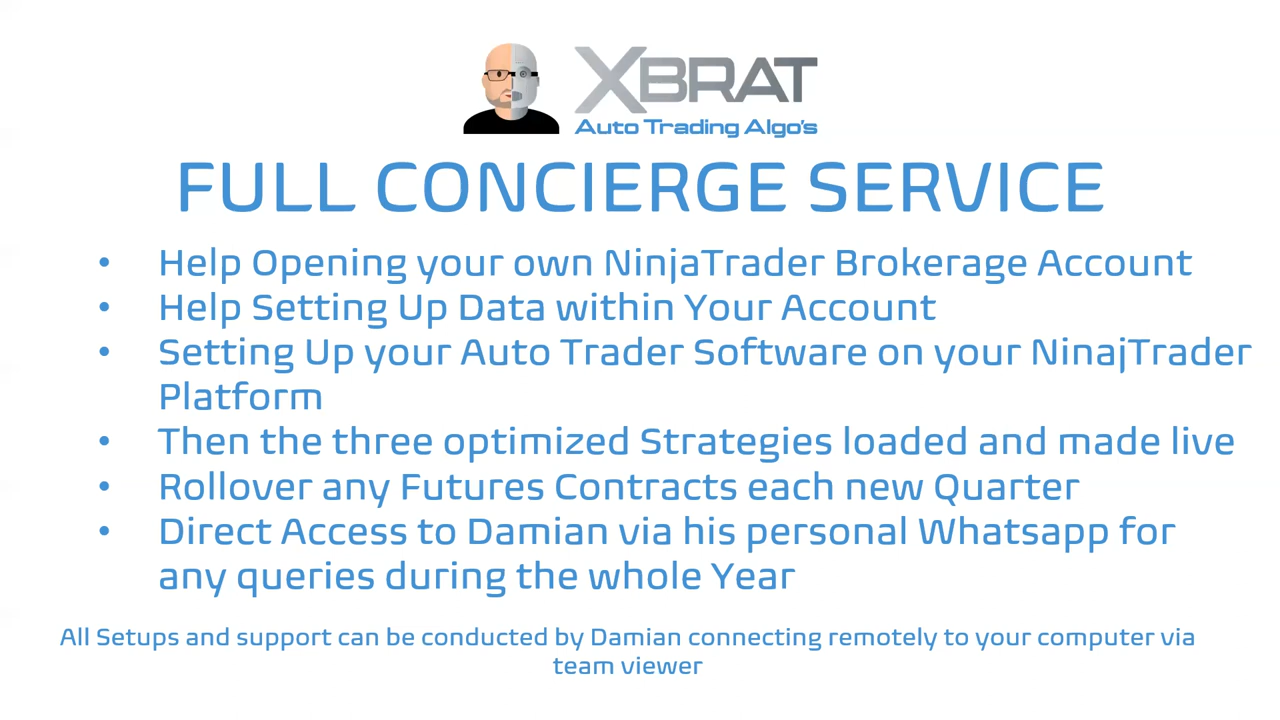 XBRAT
Auto Trading Algo's
FULL CONCIERGE SERVICE
• Help Opening your own NinjaTrader Brokerage Account
• Help Setting Up Data within Your Account
• Setting Up your Auto Trader Software on your NinajTrader
Platform
• Then the three optimized Strategies loaded and made live
• Rollover any Futures Contracts each new Quarter
• Direct Access to Damian via his personal Whatsapp for
any queries during the whole Year
All Setups and support can be conducted by Damian connecting remotely to your computer via
team viewer